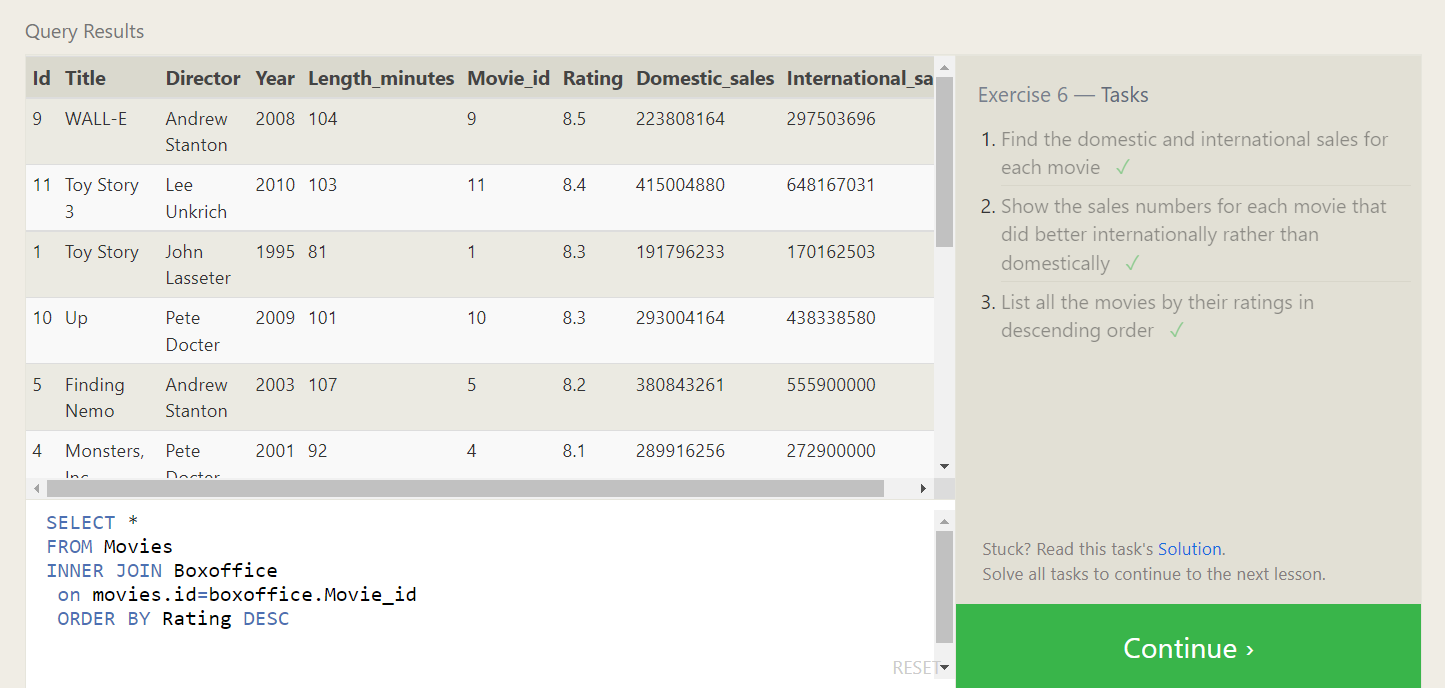 Query Results
Id Title Director Year Length_minutes Movie_id Rating Domestic_sales International_sa
9 WALL-E Andrew 2008 104 9 8.5 223808164 297503696
Stanton
11 Toy Story Lee 2010 103 11 8.4 415004880 648167031
3 Unkrich
1 Toy Story John 1995 81 1 8.3 191796233 170162503
Lasseter
10 Up Pete 2009 101 10 8.3 293004164 438338580
Docter
5 Finding Andrew 2003 107 5 8.2 380843261 555900000
Nemo Stanton
4 Monsters, Pete 2001 92 4 8.1 289916256 272900000
Inc. Docter
SELECT *
FROM Movies
INNER JOIN Boxoffice
on movies.id=boxoffice.Movie_id
ORDER BY Rating DESC
RESET
Exercise 6 — Tasks
1. Find the domestic and international sales for
each movie ✓
2. Show the sales numbers for each movie that
did better internationally rather than
domestically ✓
3. List all the movies by their ratings in
descending order ✓
Stuck? Read this task's Solution.
Solve all tasks to continue to the next lesson.
Continue ›